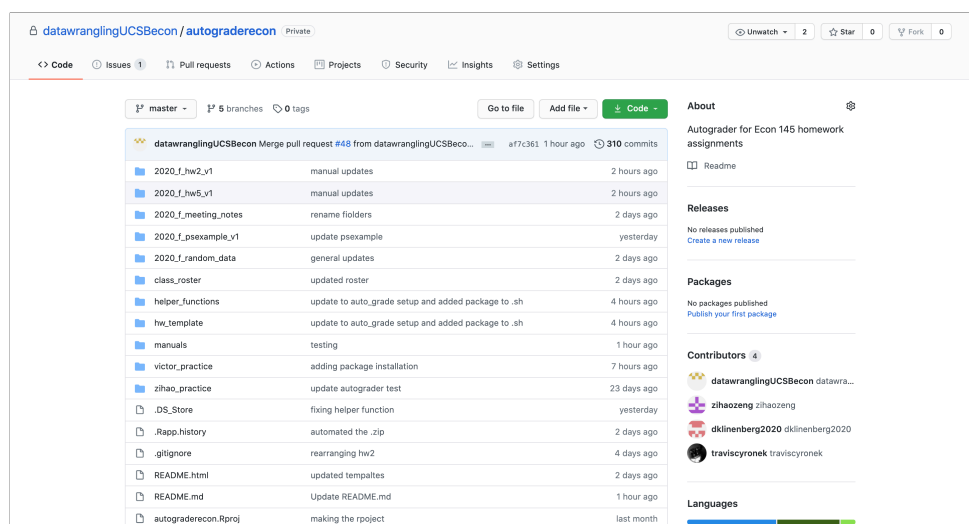 datawranglingUCSBecon / autograderecon Private
Unwatch 2 Star 0 Fork 0
Code Issues 1 Pull requests Actions Projects Security Insights Settings
master 5 branches 0 tags Go to file Add file Code
datawranglingUCSBecon Merge pull request #48 from datawranglingUCSBeco... af7c361 1 hour ago 310 commits
2020_f_hw2_v1 manual updates 2 hours ago
2020_f_hw5_v1 manual updates 2 hours ago
2020_f_meeting_notes rename fiolders 2 days ago
2020_f_psexample_v1 update psexample yesterday
2020_f_random_data general updates 2 days ago
class_roster updated roster 2 days ago
helper_functions update to auto_grade setup and added package to .sh 4 hours ago
hw_template update to auto_grade setup and added package to .sh 4 hours ago
manuals testing 1 hour ago
victor_practice adding package installation 7 hours ago
zihao_practice update autograder test 23 days ago
.DS_Store fixing helper function yesterday
.Rapp.history automated the .zip 2 days ago
.gitignore rearranging hw2 4 days ago
README.html updated tempaltes 2 days ago
README.md Update README.md 1 hour ago
autograderecon.Rproj making the rpoject last month
About
Autograder for Econ 145 homework
assignments
Readme
Releases
No releases published
Create a new release
Packages
No packages published
Publish your first package
Contributors 4
datawranglingUCSBecon datawra...
zihaozeng zihaozeng
dklinenberg2020 dklinenberg2020
traviscyronek traviscyronek
Languages